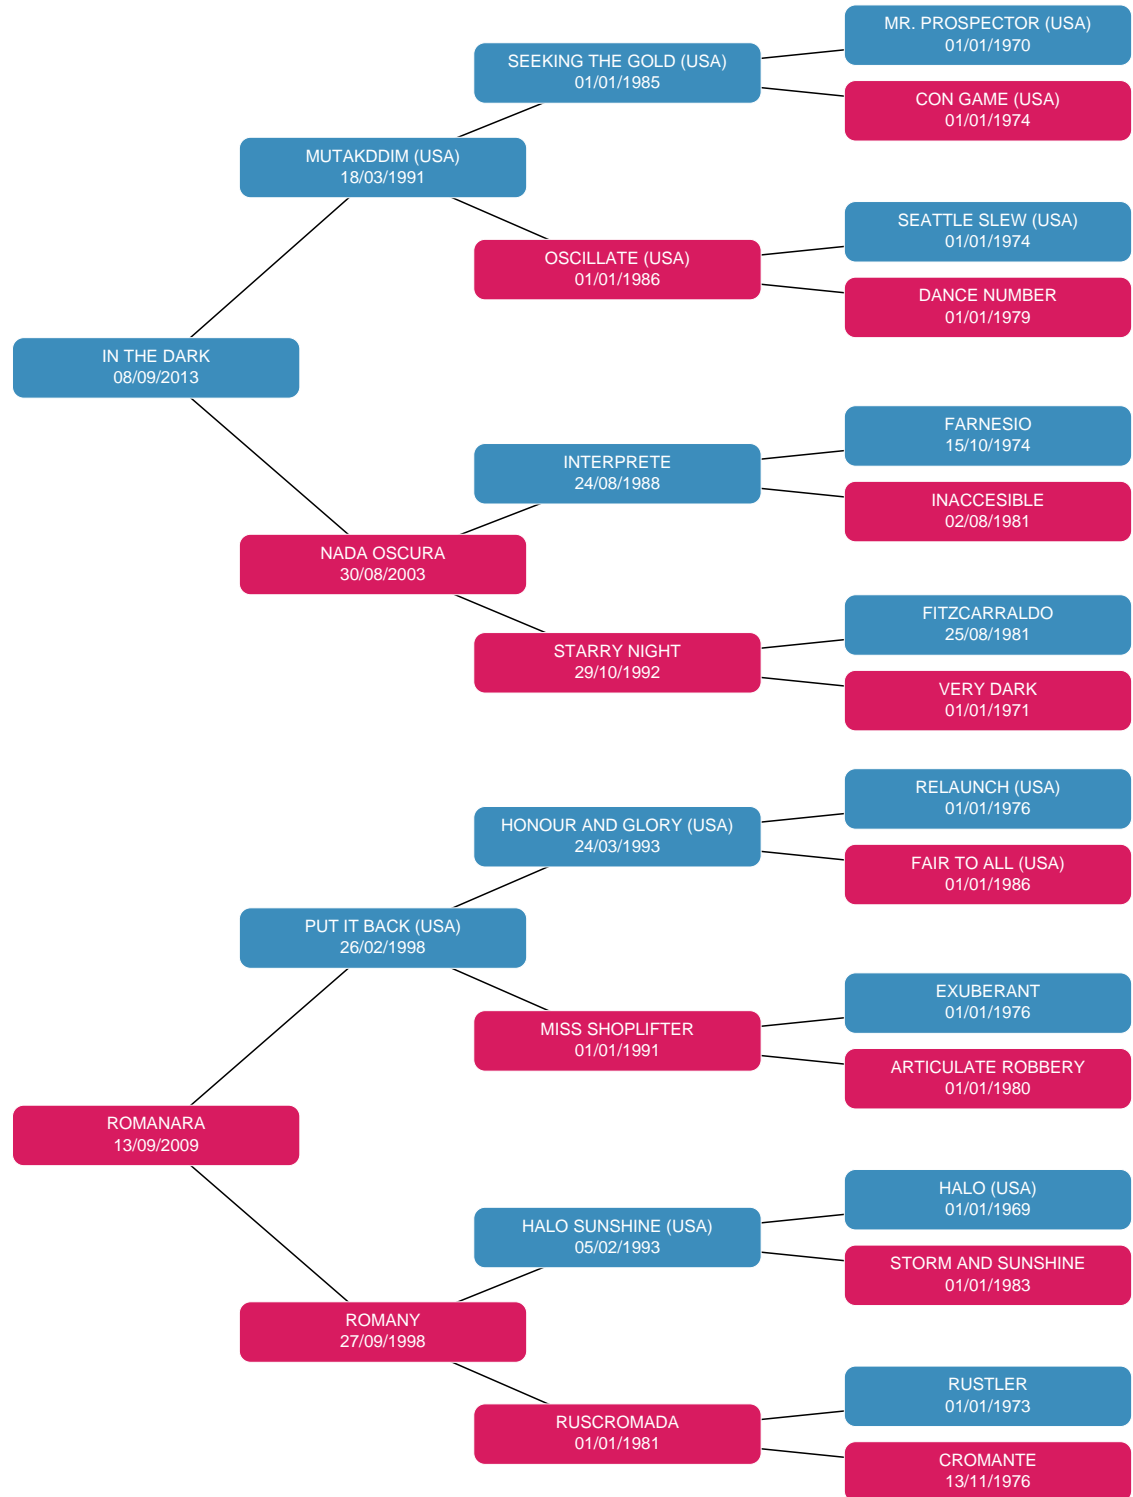 MR. PROSPECTOR (USA)
01/01/1970
SEEKING THE GOLD (USA)
01/01/1985
CON GAME (USA)
01/01/1974
MUTAKDDIM (USA)
18/03/1991
SEATTLE SLEW (USA)
01/01/1974
OSCILLATE (USA)
01/01/1986
DANCE NUMBER
01/01/1979
IN THE DARK
08/09/2013
FARNESIO
15/10/1974
INTERPRETE
24/08/1988
INACCESIBLE
02/08/1981
NADA OSCURA
30/08/2003
FITZCARRALDO
25/08/1981
STARRY NIGHT
29/10/1992
VERY DARK
01/01/1971
RELAUNCH (USA)
01/01/1976
HONOUR AND GLORY (USA)
24/03/1993
FAIR TO ALL (USA)
01/01/1986
PUT IT BACK (USA)
26/02/1998
EXUBERANT
01/01/1976
MISS SHOPLIFTER
01/01/1991
ARTICULATE ROBBERY
01/01/1980
ROMANARA
13/09/2009
HALO (USA)
01/01/1969
HALO SUNSHINE (USA)
05/02/1993
STORM AND SUNSHINE
01/01/1983
ROMANY
27/09/1998
RUSTLER
01/01/1973
RUSCROMADA
01/01/1981
CROMANTE
13/11/1976